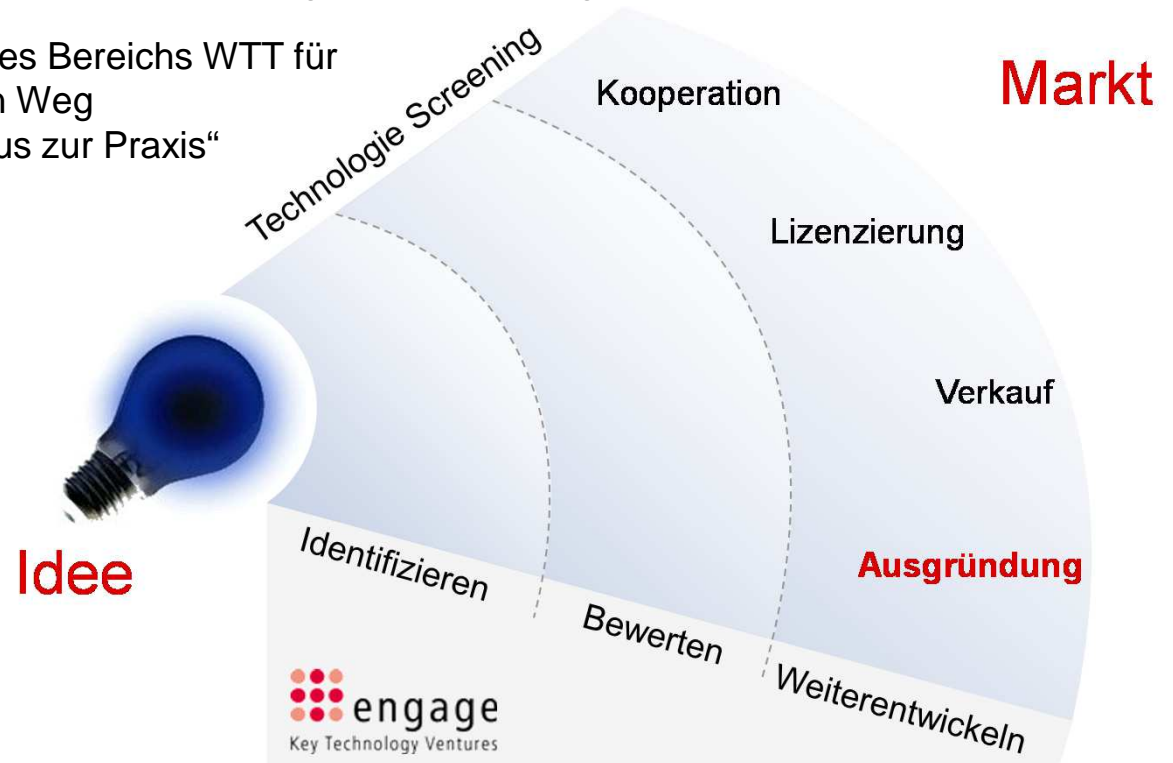 es Bereichs WTT für
n Weg
us zur Praxis“
Technologie Screening
Kooperation
Markt
Lizenzierung
Verkauf
Ausgründung
Idee
Identifizieren
Bewerten
Weiterentwickeln
engage
Key Technology Ventures